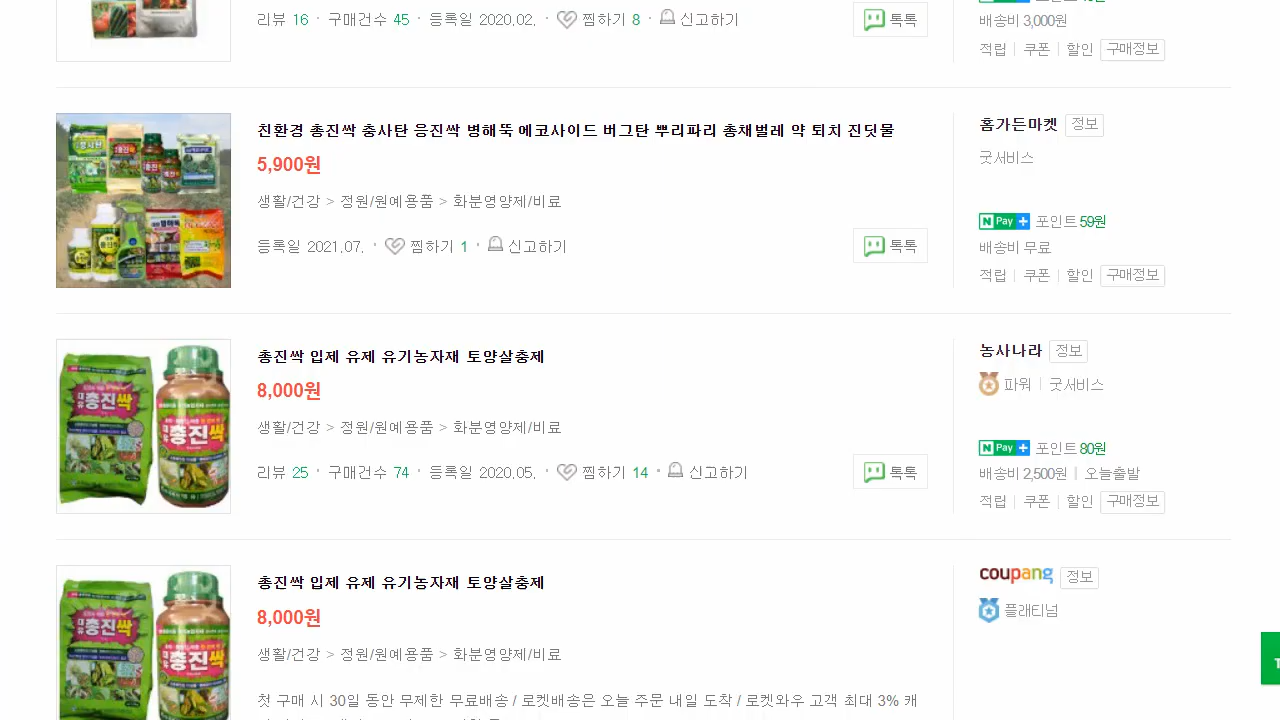 리뷰 16 · 구매건수 45 · 등록일 2020.02. · 찜하기 8 · 신고하기
톡톡
배송비 3,000원
적립 | 쿠폰 | 할인 구매정보
친환경 총진싹 충사탄 응진싹 병해뚝 에코사이드 버그탄 뿌리파리 총채벌레 약 퇴치 진딧물
5,900원
생활/건강 > 정원/원예용품 > 화분영양제/비료
등록일 2021.07. · 찜하기 1 · 신고하기
톡톡
홈가든마켓 정보
굿서비스
N Pay + 포인트 59원
배송비 무료
적립 | 쿠폰 | 할인 구매정보
총진싹 입제 유제 유기농자재 토양살충제
8,000원
생활/건강 > 정원/원예용품 > 화분영양제/비료
리뷰 25 · 구매건수 74 · 등록일 2020.05. · 찜하기 14 · 신고하기
톡톡
총진싹
총진싹
농사나라 정보
파워 | 굿서비스
N Pay + 포인트 80원
배송비 2,500원 | 오늘출발
적립 | 쿠폰 | 할인 구매정보
총진싹 입제 유제 유기농자재 토양살충제
8,000원
생활/건강 > 정원/원예용품 > 화분영양제/비료
첫 구매 시 30일 동안 무제한 무료배송 / 로켓배송은 오늘 주문 내일 도착 / 로켓와우 고객 최대 3% 캐
총진싹
총진싹
coupang 정보
플래티넘